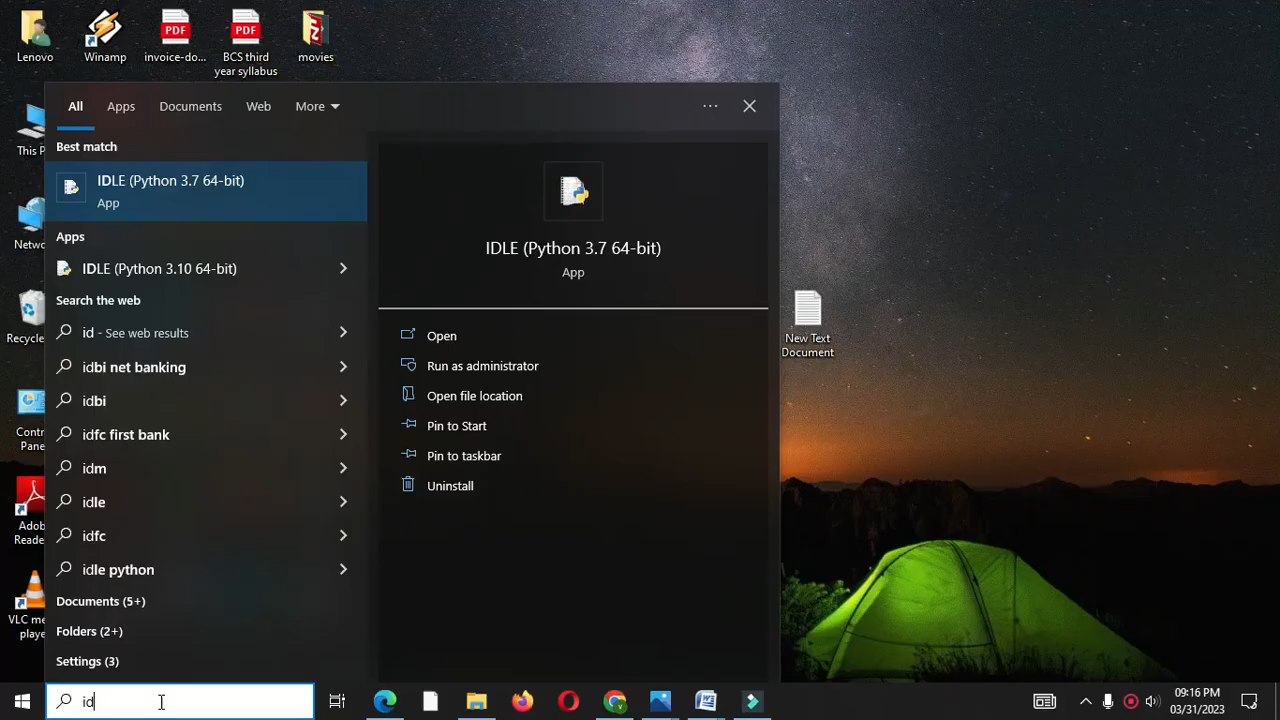 Lenovo
Winamp
invoice-do...
BCS third
year syllabus
movies
PDF
PDF
All
Apps
Documents
Web
More
Best match
IDLE (Python 3.7 64-bit)
App
Apps
IDLE (Python 3.10 64-bit)
Search the web
id - See web results
idbi net banking
idbi
idfc first bank
idm
idle
idfc
idle python
Documents (5+)
Folders (2+)
Settings (3)
IDLE (Python 3.7 64-bit)
App
Open
Run as administrator
Open file location
Pin to Start
Pin to taskbar
Uninstall
This P
Netwo
Recycle
Contr
Pane
Adob
Read
VLC me
playe
New Text
Document
id
09:16 PM
03/31/2023